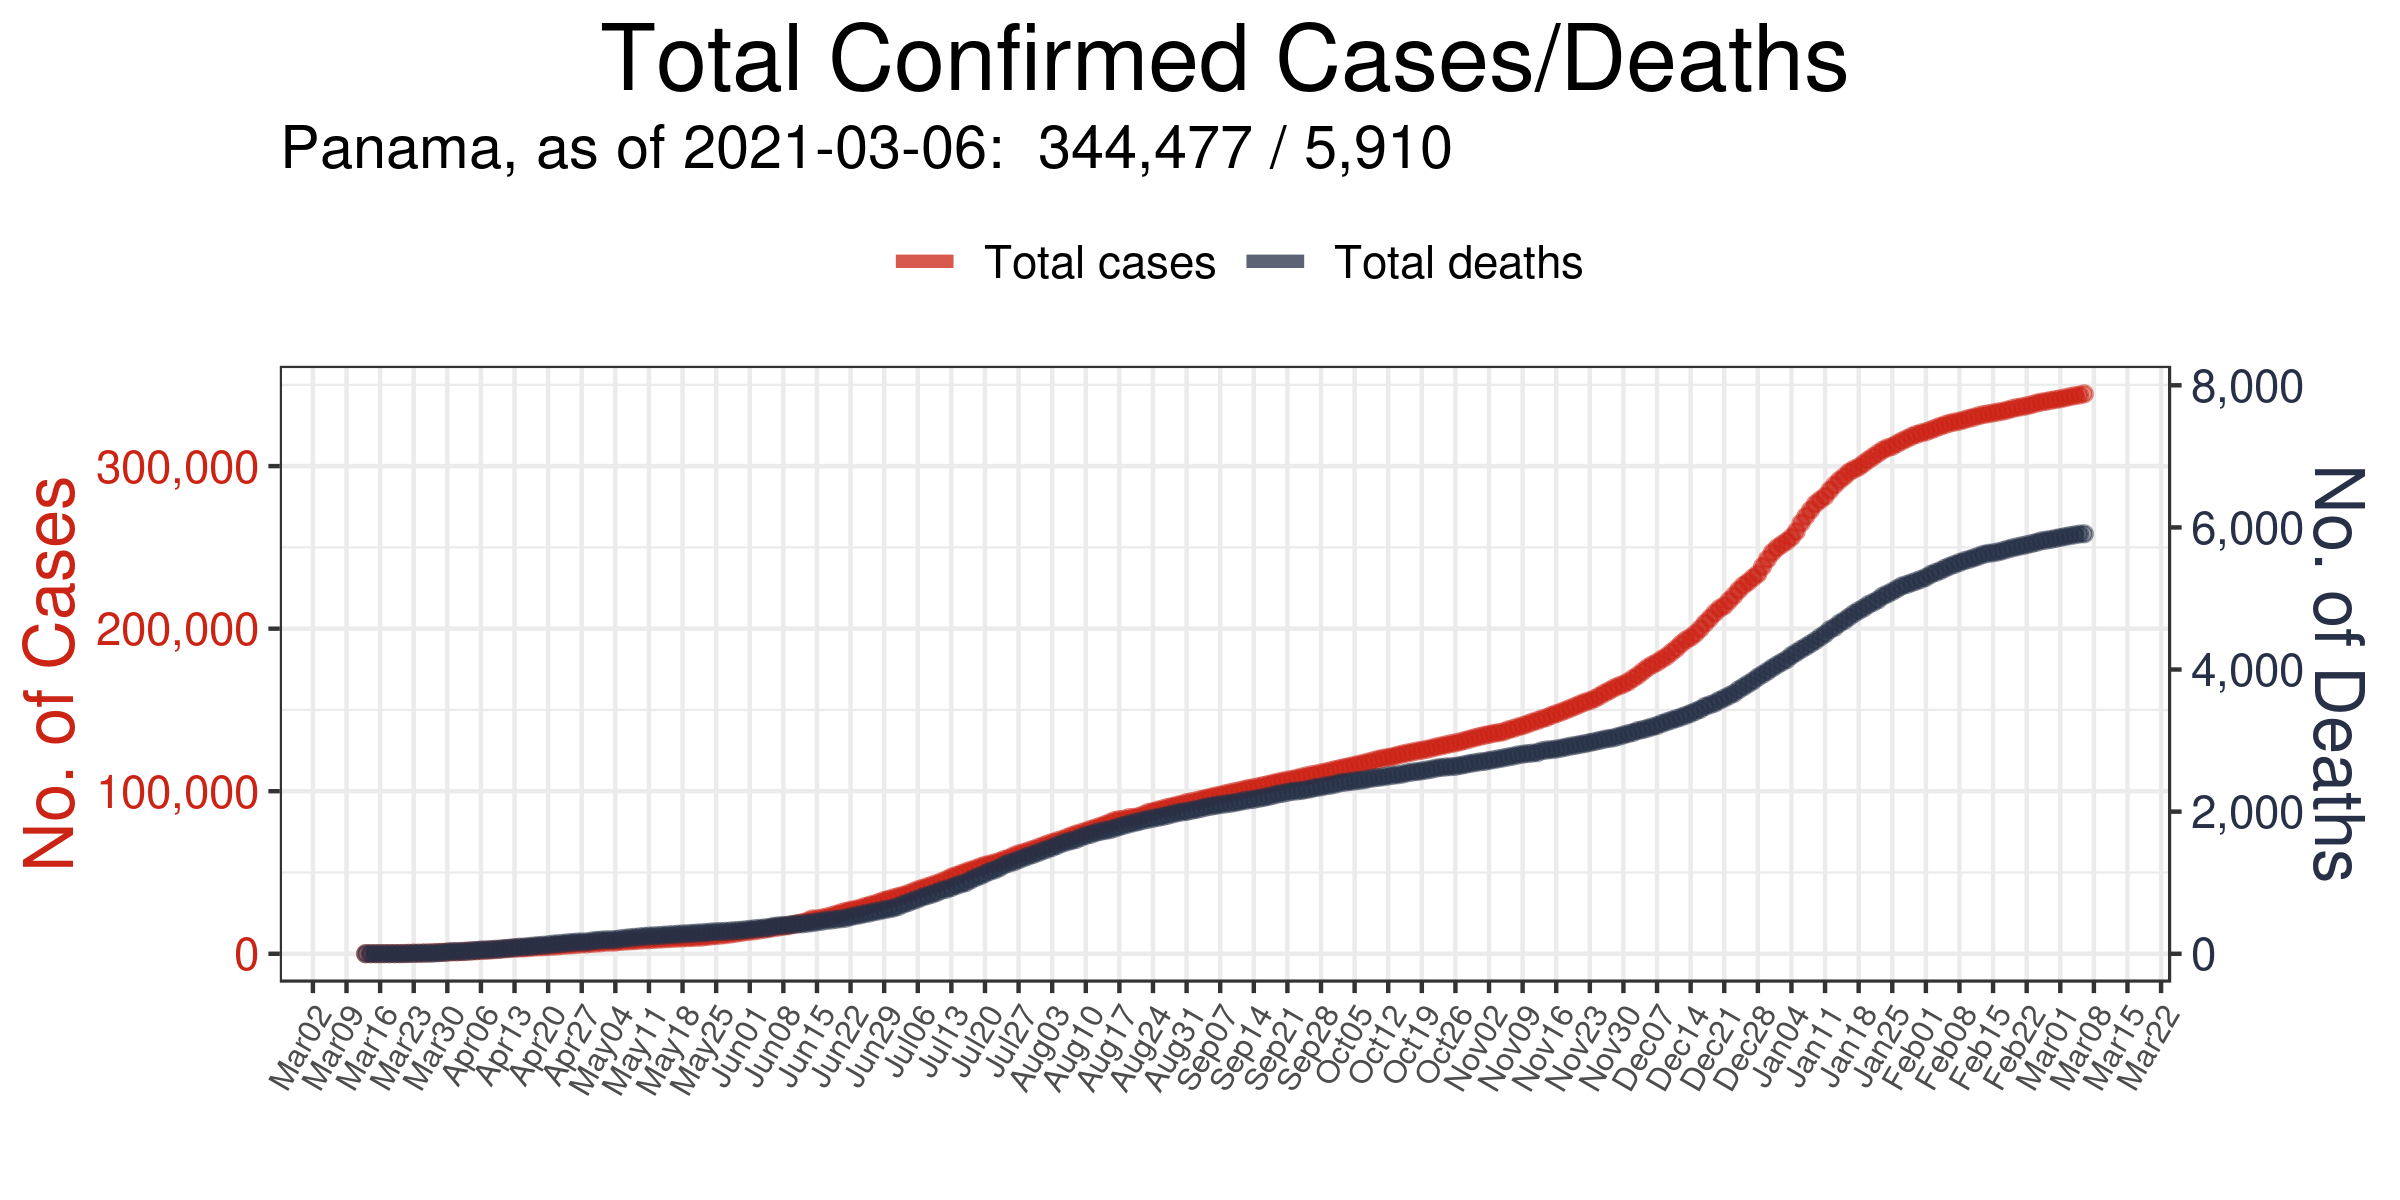 Total Confirmed Cases/Deaths
Panama, as of 2021-03-06:  344,477 / 5,910
Total cases
Total deaths
No. of Cases
300,000
200,000
100,000
0
8,000
6,000
4,000
2,000
0
No. of Deaths
Mar02
Mar09
Mar16
Mar23
Mar30
Apr06
Apr13
Apr20
Apr27
May04
May11
May18
May25
Jun01
Jun08
Jun15
Jun22
Jun29
Jul06
Jul13
Jul20
Jul27
Aug03
Aug10
Aug17
Aug24
Aug31
Sep07
Sep14
Sep21
Sep28
Oct05
Oct12
Oct19
Oct26
Nov02
Nov09
Nov16
Nov23
Nov30
Dec07
Dec14
Dec21
Dec28
Jan04
Jan11
Jan18
Jan25
Feb01
Feb08
Feb15
Feb22
Mar01
Mar08
Mar15
Mar22